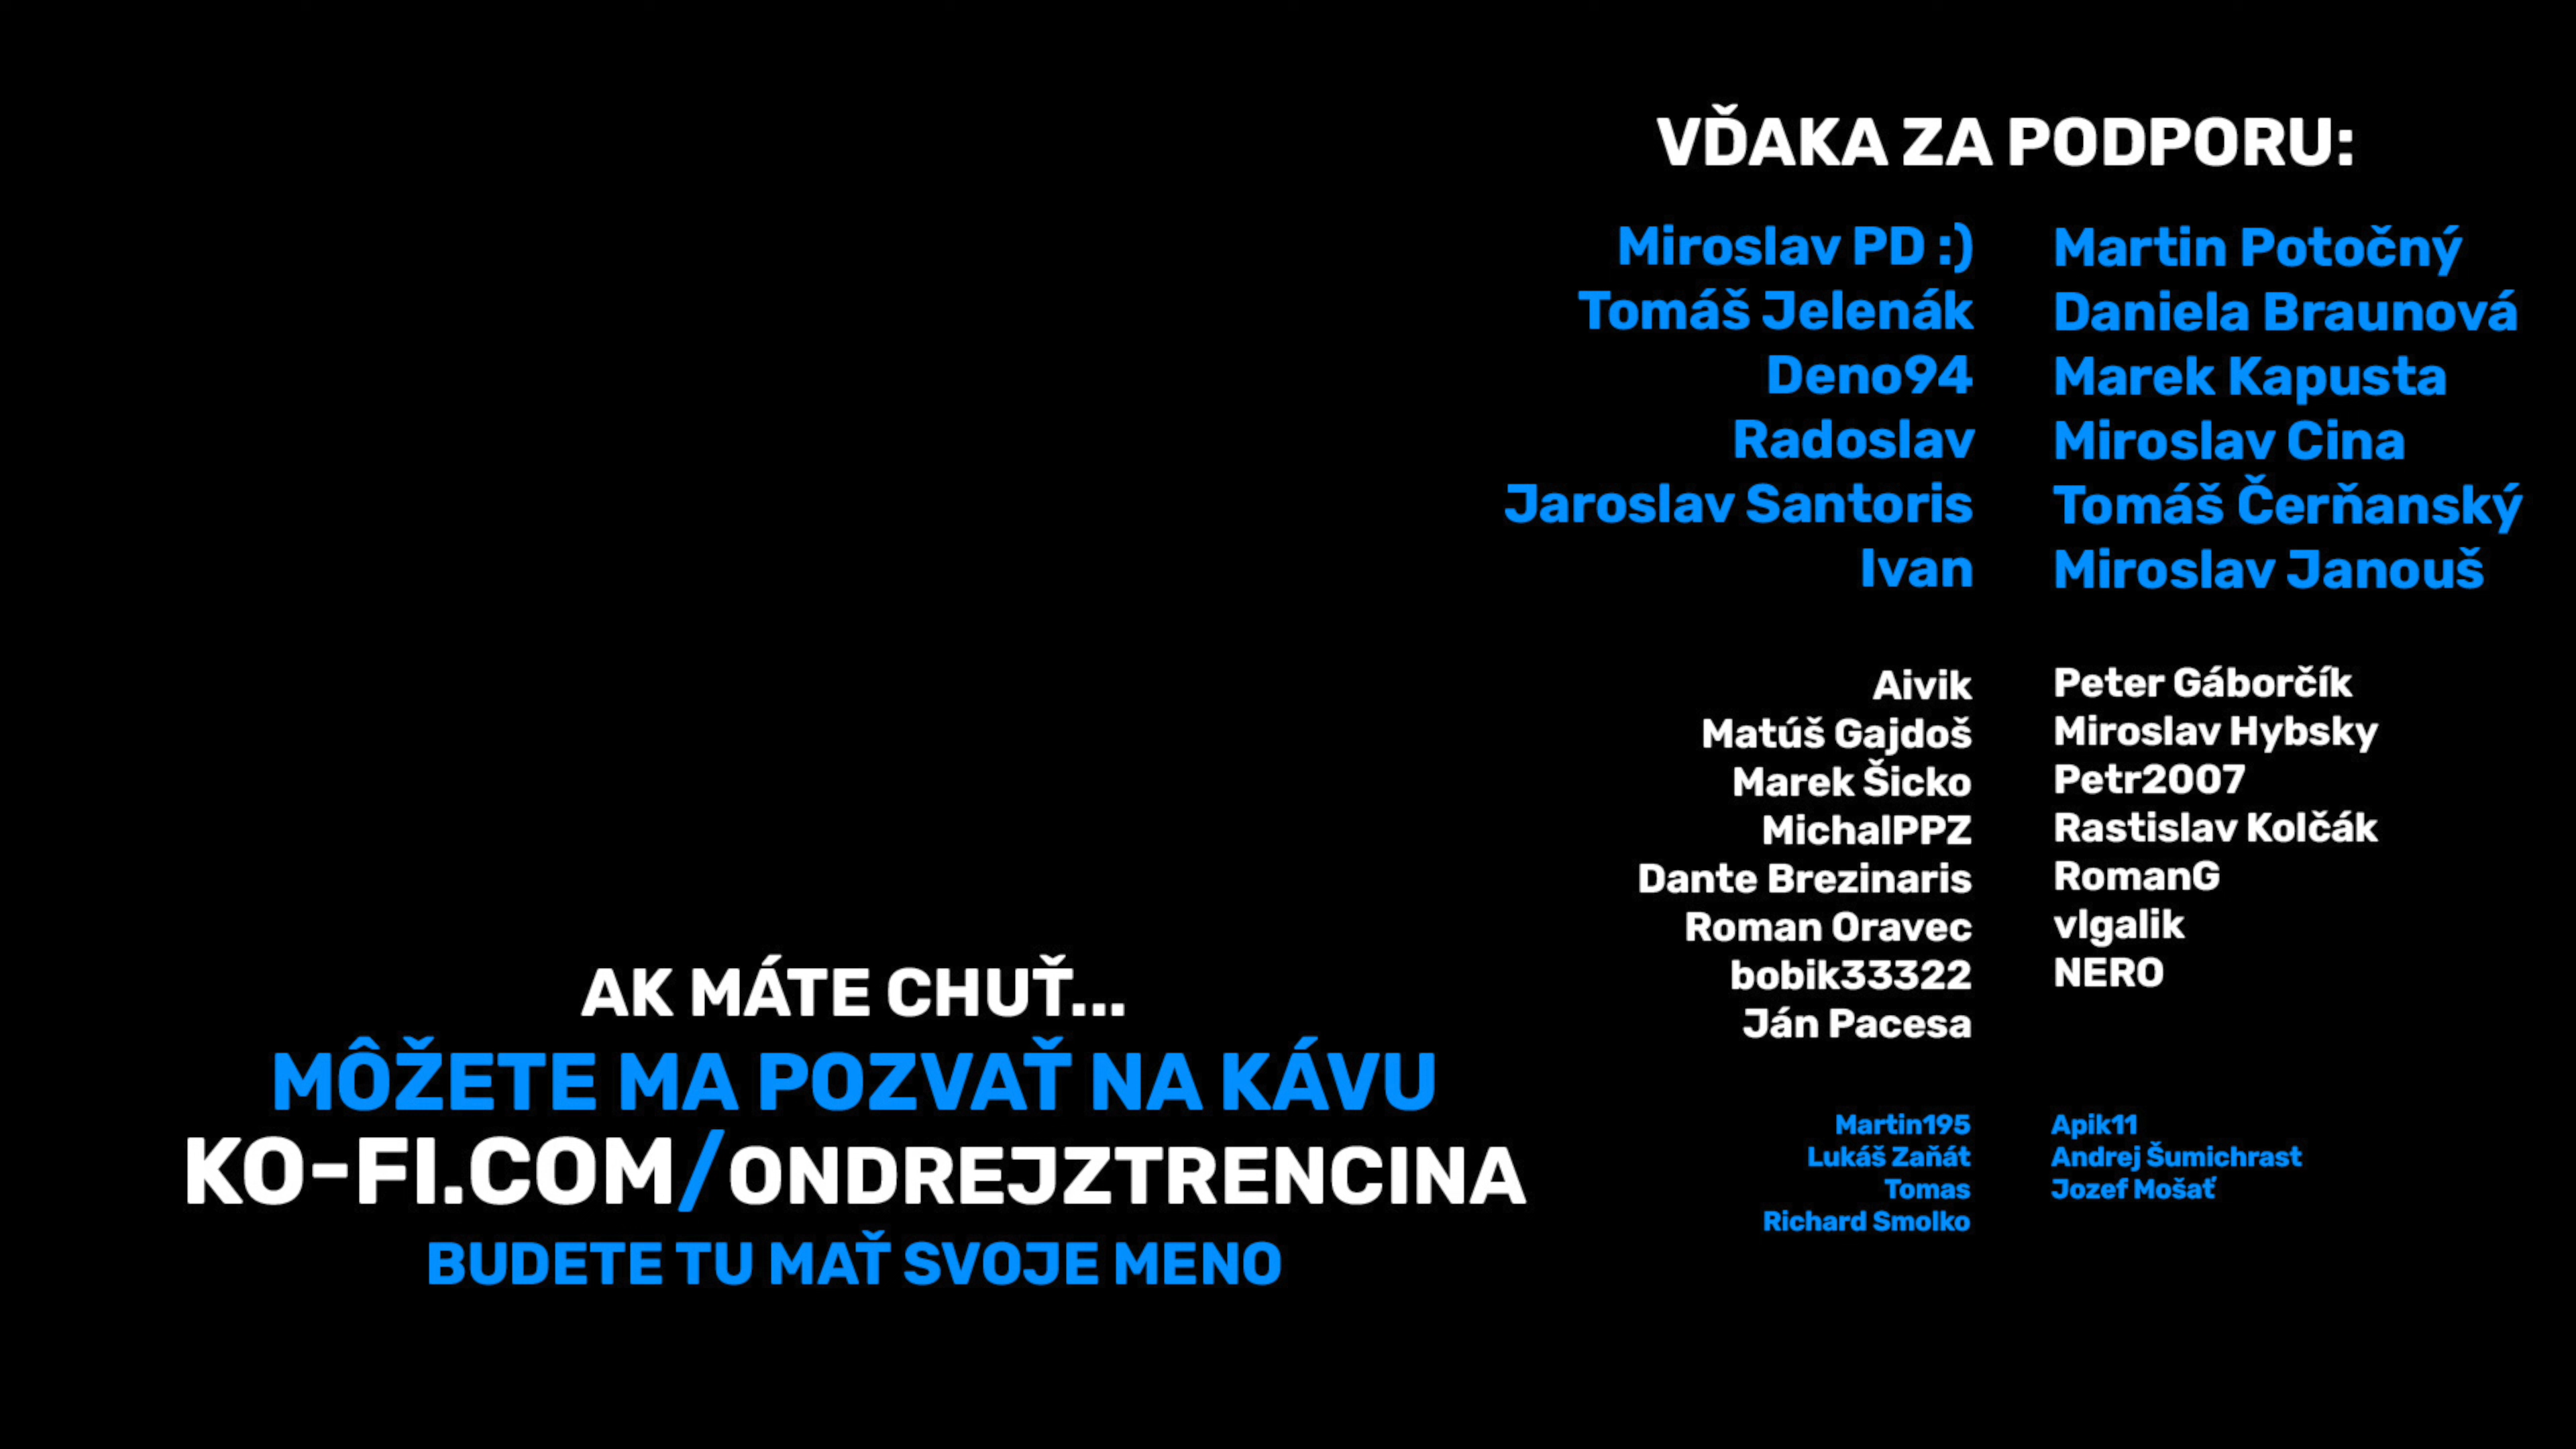 VĎAKA ZA PODPORU:
Miroslav PD :)
Tomáš Jelenák
Deno94
Radoslav
Jaroslav Santoris
Ivan
Martin Potočný
Daniela Braunová
Marek Kapusta
Miroslav Cina
Tomáš Čerňanský
Miroslav Janouš
Aivik
Matúš Gajdoš
Marek Šicko
MichalPPZ
Dante Brezinaris
Roman Oravec
bobik33322
Ján Pacesa
Peter Gáborčík
Miroslav Hybsky
Petr2007
Rastislav Kolčák
RomanG
vlgalik
NERO
Martin195
Lukáš Zaňát
Tomas
Richard Smolko
Apik11
Andrej Šumichrast
Jozef Mošať
AK MÁTE CHUŤ...
MÔŽETE MA POZVAŤ NA KÁVU
KO-FI.COM/ONDREJZTRENCINA
BUDETE TU MAŤ SVOJE MENO